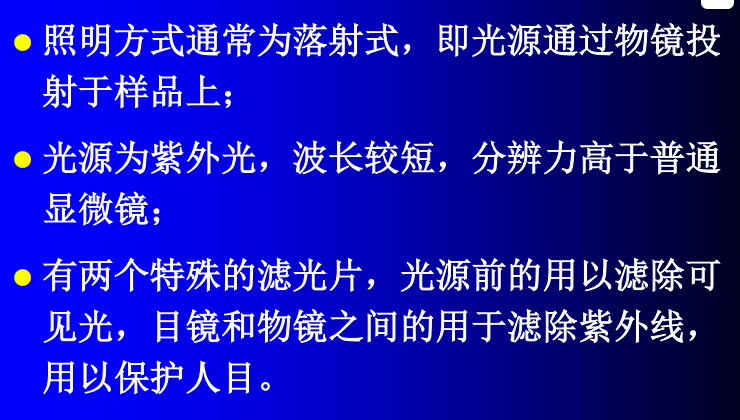 ● 照明方式通常为落射式，即光源通过物镜投
射于样品上；
● 光源为紫外光，波长较短，分辨力高于普通
显微镜；
● 有两个特殊的滤光片，光源前的用以滤除可
见光，目镜和物镜之间的用于滤除紫外线，
用以保护人目。